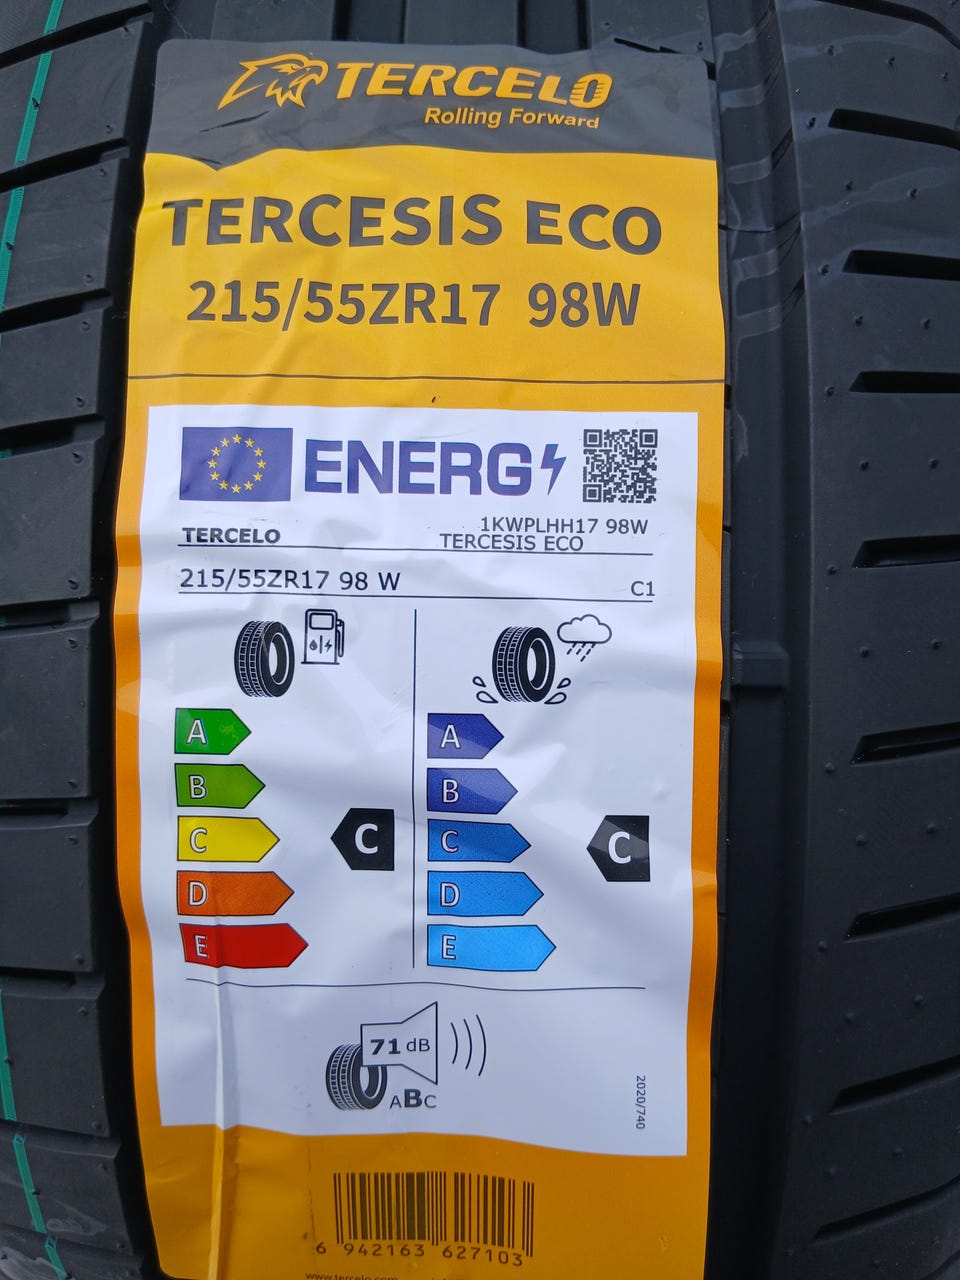 TERCELO
Rolling Forward
TERCESIS ECO
215/55ZR17 98W
ENERG
TERCELO
1KWPLHH17 98W
TERCESIS ECO
215/55ZR17 98 W
C1
A
B
C
D
E
C
A
B
C
D
E
C
71 dB
ABC
2020/740
6 942163 627103
www.tercelo.com